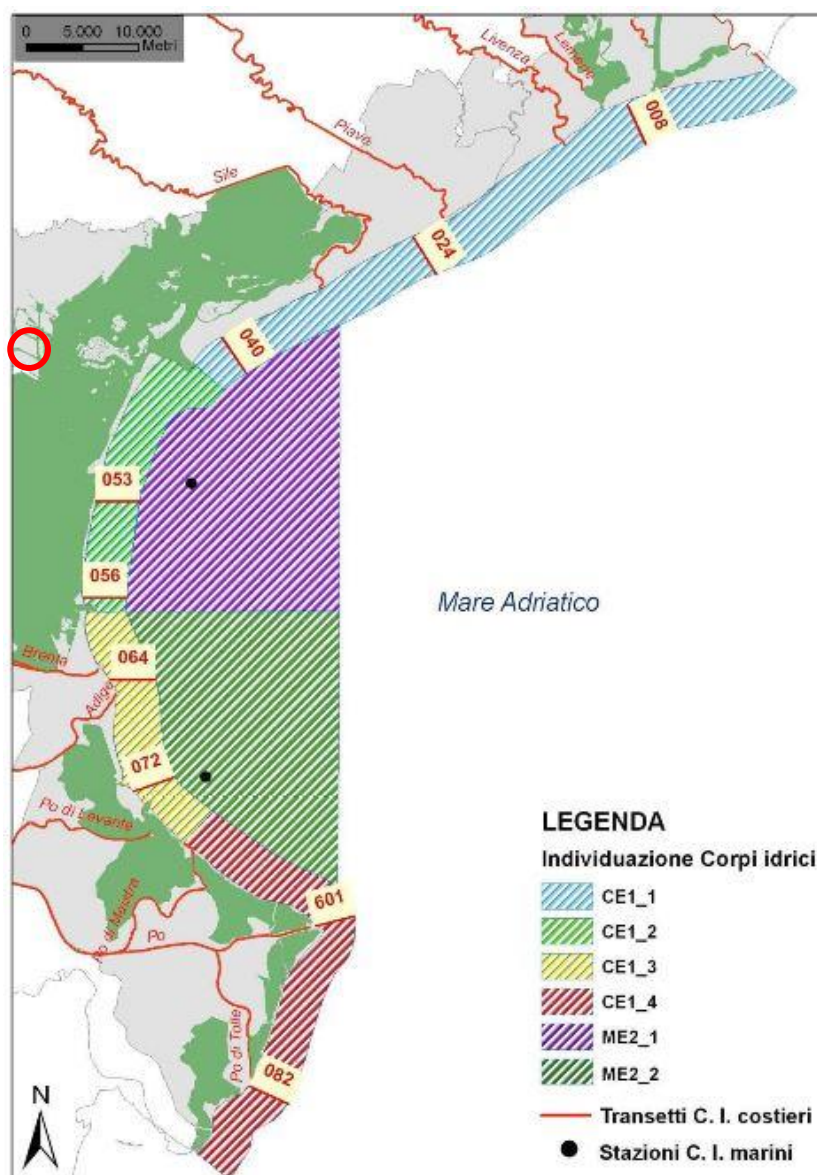 0 5.000 10.000
Metri
Livenza
Lemene
Piave
Sile
008
024
040
053
056
Mare Adriatico
Brenta
064
Adige
072
Po di Levante
Po di Maistra
Po
601
Po di Tolle
082
LEGENDA
Individuazione Corpi idrici
CE1_1
CE1_2
CE1_3
CE1_4
ME2_1
ME2_2
Transetti C. I. costieri
Stazioni C. I. marini
N